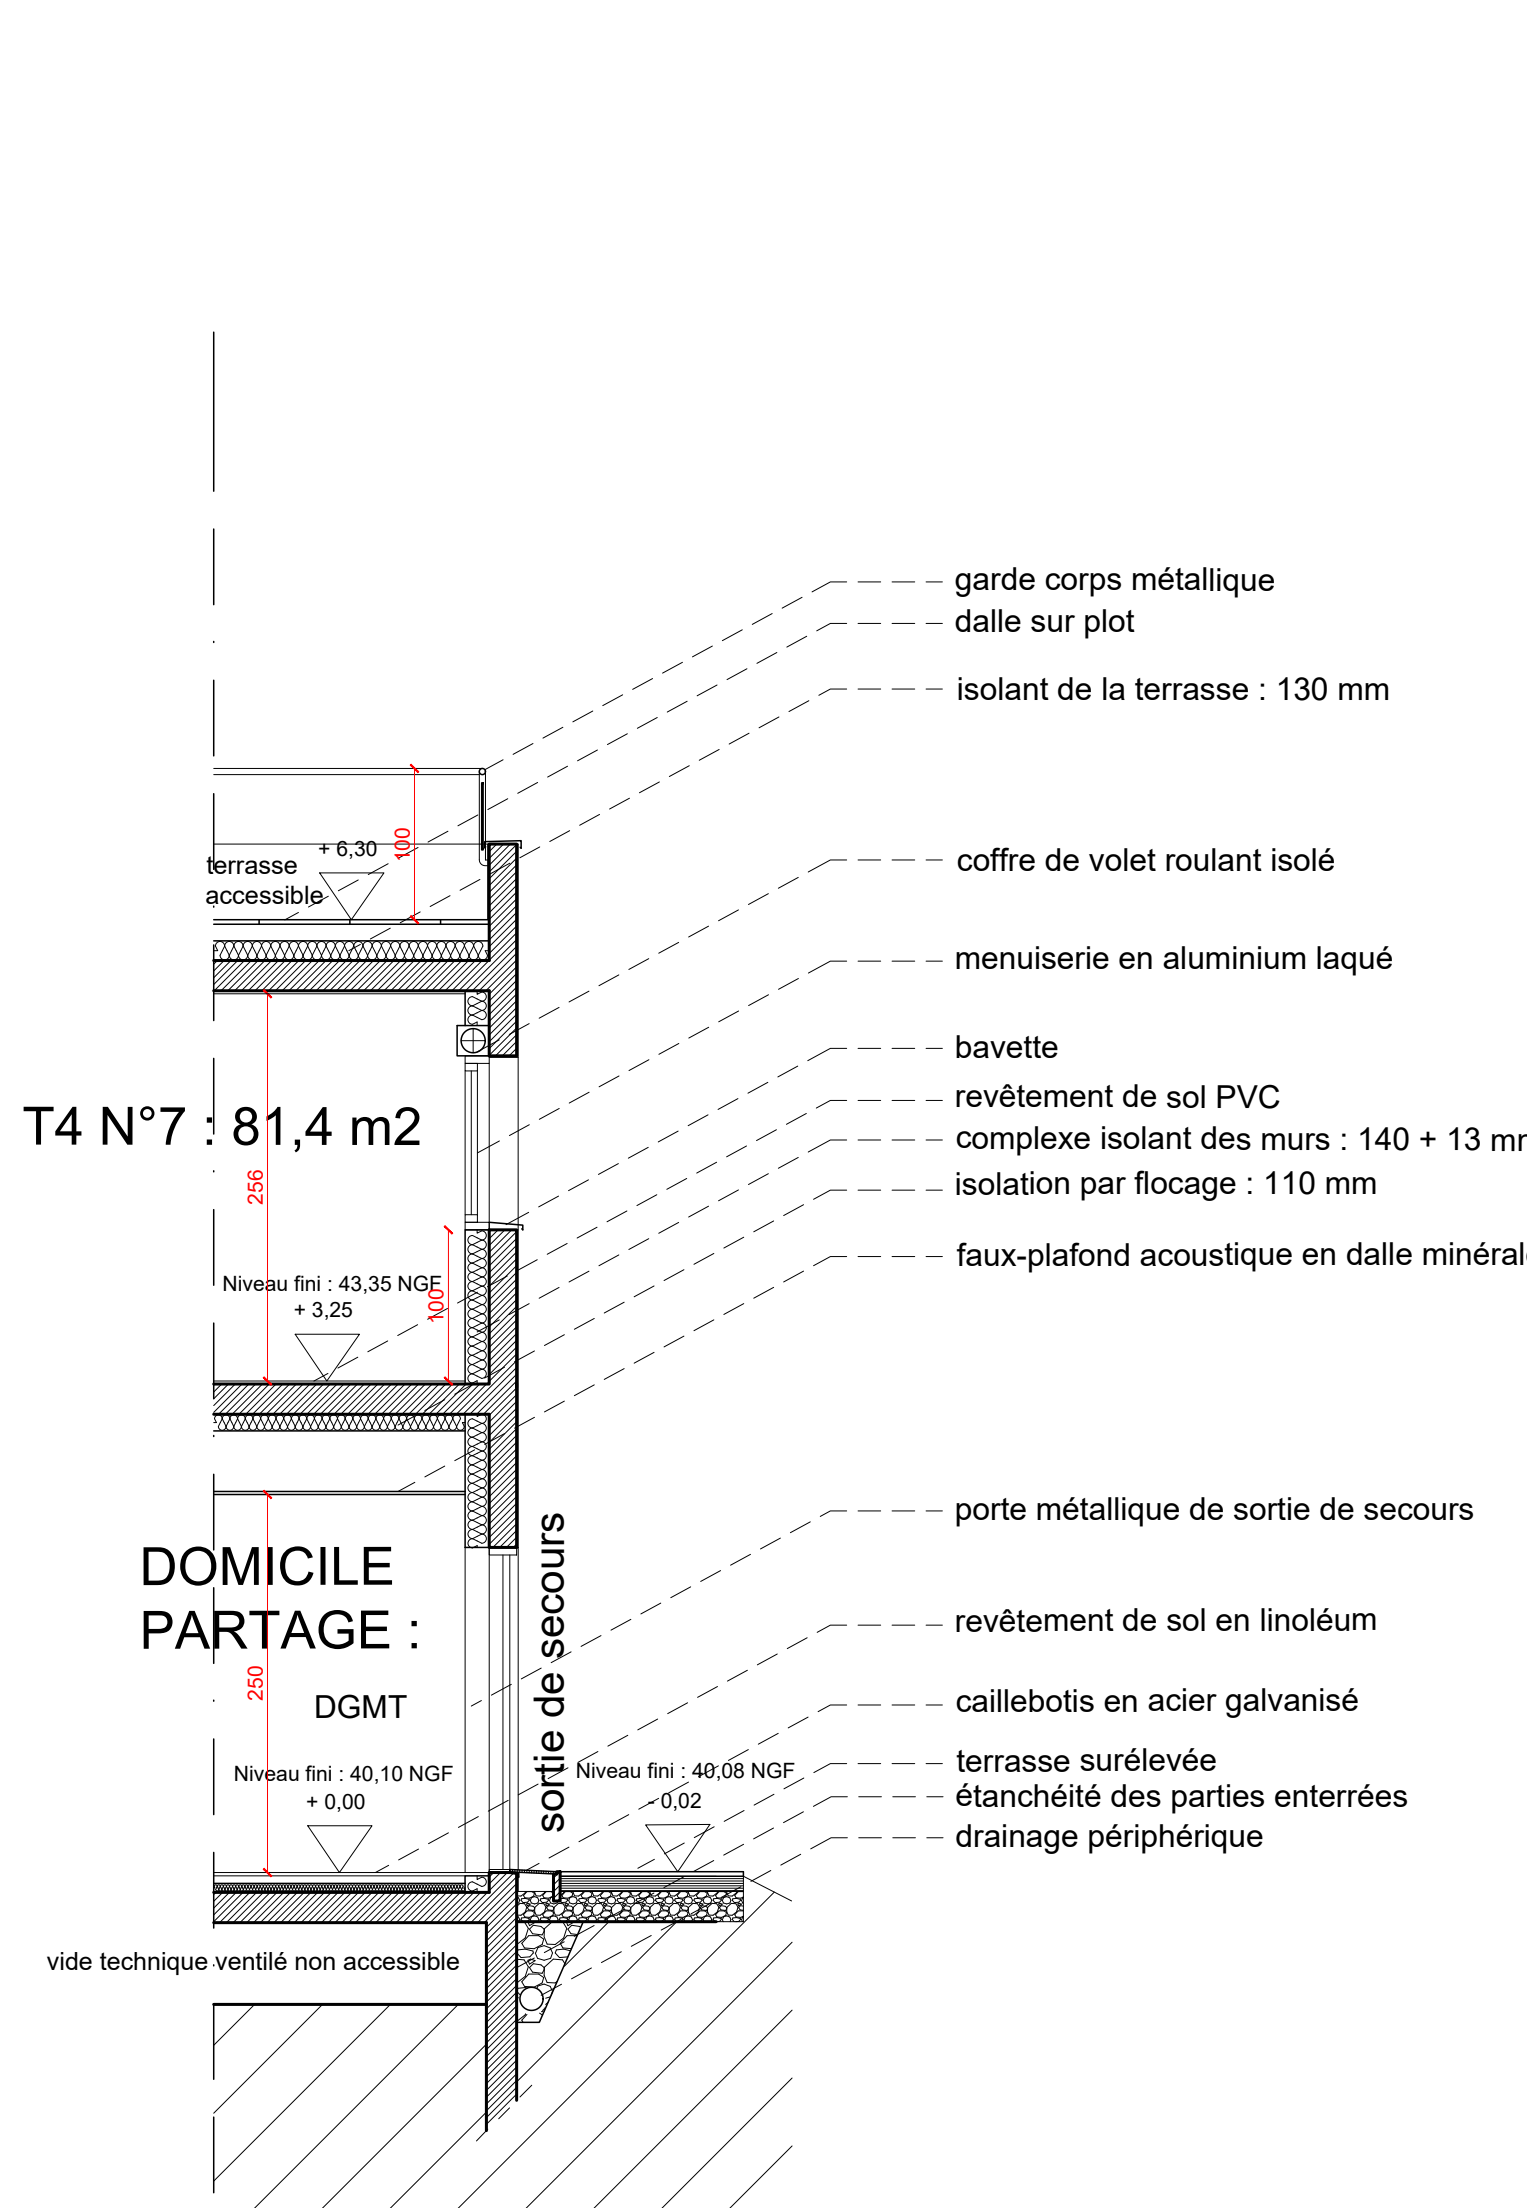 garde corps métallique
dalle sur plot
isolant de la terrasse : 130 mm
+ 6,30
100
terrasse
accessible
coffre de volet roulant isolé
menuiserie en aluminium laqué
bavette
revêtement de sol PVC
T4 N°7 : 81,4 m2
complexe isolant des murs : 140 + 13 m
256
isolation par flocage : 110 mm
faux-plafond acoustique en dalle minéral
Niveau fini : 43,35 NGF
+ 3,25
100
porte métallique de sortie de secours
DOMICILE
PARTAGE :
sortie de secours
revêtement de sol en linoléum
250
DGMT
caillebotis en acier galvanisé
Niveau fini : 40,10 NGF
+ 0,00
Niveau fini : 40,08 NGF
- 0,02
terrasse surélevée
étanchéité des parties enterrées
drainage périphérique
vide technique ventilé non accessible